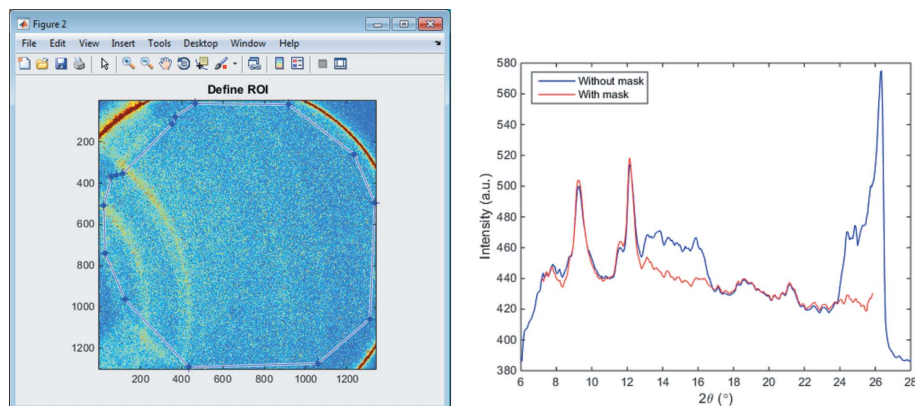 Figure 2
File Edit View Insert Tools Desktop Window Help
Define ROI
200
400
600
800
1000
1200
200 400 600 800 1000 1200
Without mask
With mask
580
560
540
520
500
480
460
440
420
400
380
Intensity (a.u.)
6 8 10 12 14 16 18 20 22 24 26 28
2θ (°)